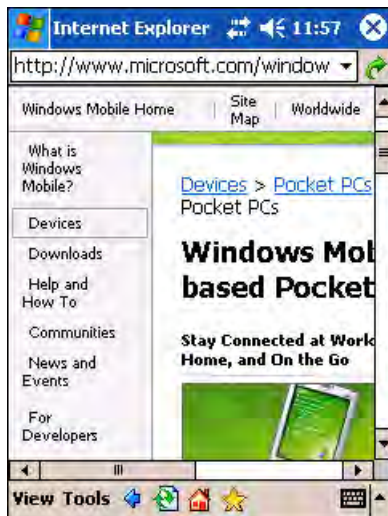 Internet Explorer 11:57
http://www.microsoft.com/window
Windows Mobile Home
Site
Map
Worldwide
What is
Windows
Mobile?
Devices
Downloads
Help and
How To
Communities
News and
Events
For
Developers
Devices > Pocket PCs
Pocket PCs
Windows Mo
based Pocket
Stay Connected at Work
Home, and On the Go
View Tools